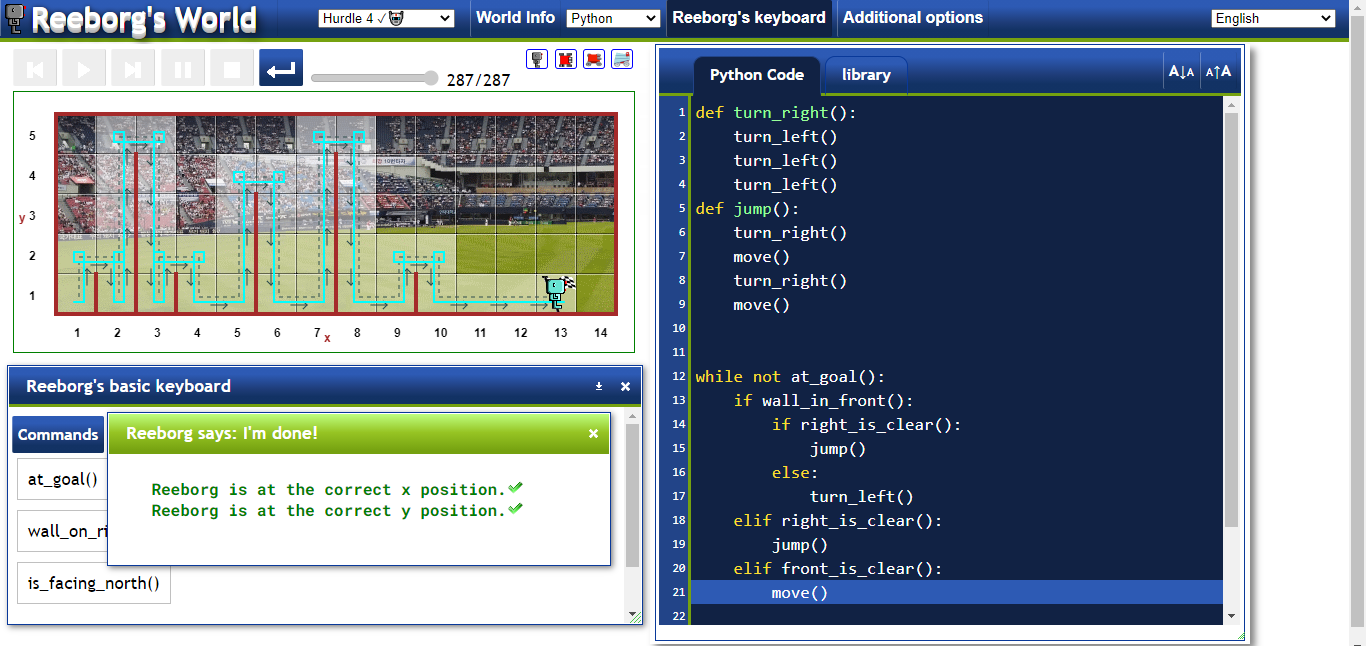 Reeborg's World
Hurdle 4 ✓
World Info
Python
Reeborg's keyboard
Additional options
English
287/287
5
4
y 3
2
1
1 2 3 4 5 6 7 8 9 10 11 12 13 14
x
Reeborg's basic keyboard
Commands
at_goal()
wall_on_ri
is_facing_north()
Reeborg says: I'm done!
Reeborg is at the correct x position.✔
Reeborg is at the correct y position.✔
Python Code
library
A↓A A↑A
1 def turn_right():
2     turn_left()
3     turn_left()
4     turn_left()
5 def jump():
6     turn_right()
7     move()
8     turn_right()
9     move()
10
11
12 while not at_goal():
13     if wall_in_front():
14         if right_is_clear():
15             jump()
16         else:
17             turn_left()
18     elif right_is_clear():
19         jump()
20     elif front_is_clear():
21         move()
22